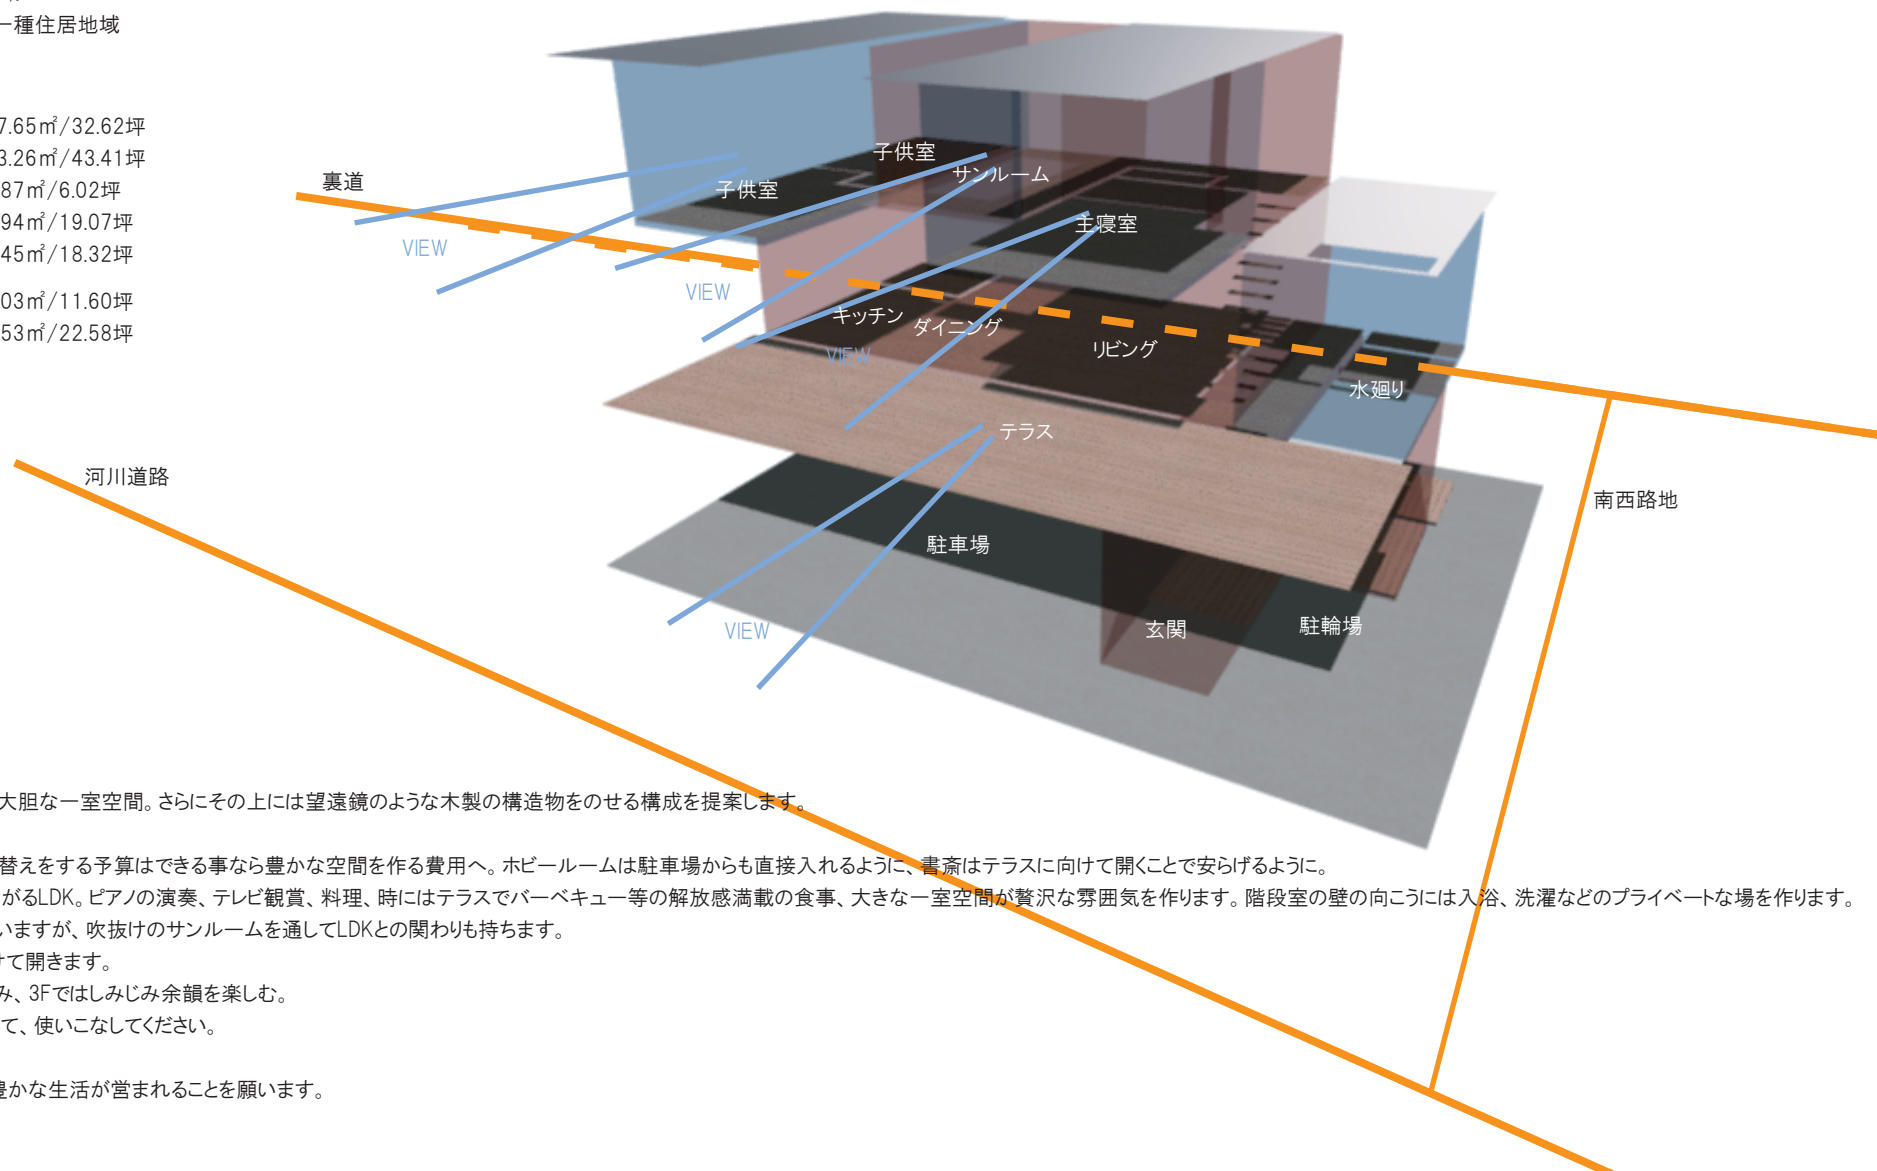 一種住居地域
7.65㎡/32.62坪
3.26㎡/43.41坪
87㎡/6.02坪
94㎡/19.07坪
45㎡/18.32坪
03㎡/11.60坪
53㎡/22.58坪
裏道
子供室
子供室
サンルーム
主寝室
VIEW
VIEW
キッチン
ダイニング
リビング
VIEW
水廻り
テラス
河川道路
南西路地
駐車場
玄関
駐輪場
VIEW
大胆な一室空間。さらにその上には望遠鏡のような木製の構造物をのせる構成を提案します。
替えをする予算はできる事なら豊かな空間を作る費用へ。ホビールームは駐車場からも直接入れるように、書斎はテラスに向けて開くことで安らげるように。
がるLDK。ピアノの演奏、テレビ観賞、料理、時にはテラスでバーベキュー等の解放感満載の食事、大きな一室空間が贅沢な雰囲気を作ります。階段室の壁の向こうには入浴、洗濯などのプライベートな場を作ります。
いますが、吹抜けのサンルームを通してLDKとの関わりも持ちます。
けて開きます。
み、3Fではしみじみ余韻を楽しむ。
て、使いこなしてください。
豊かな生活が営まれることを願います。